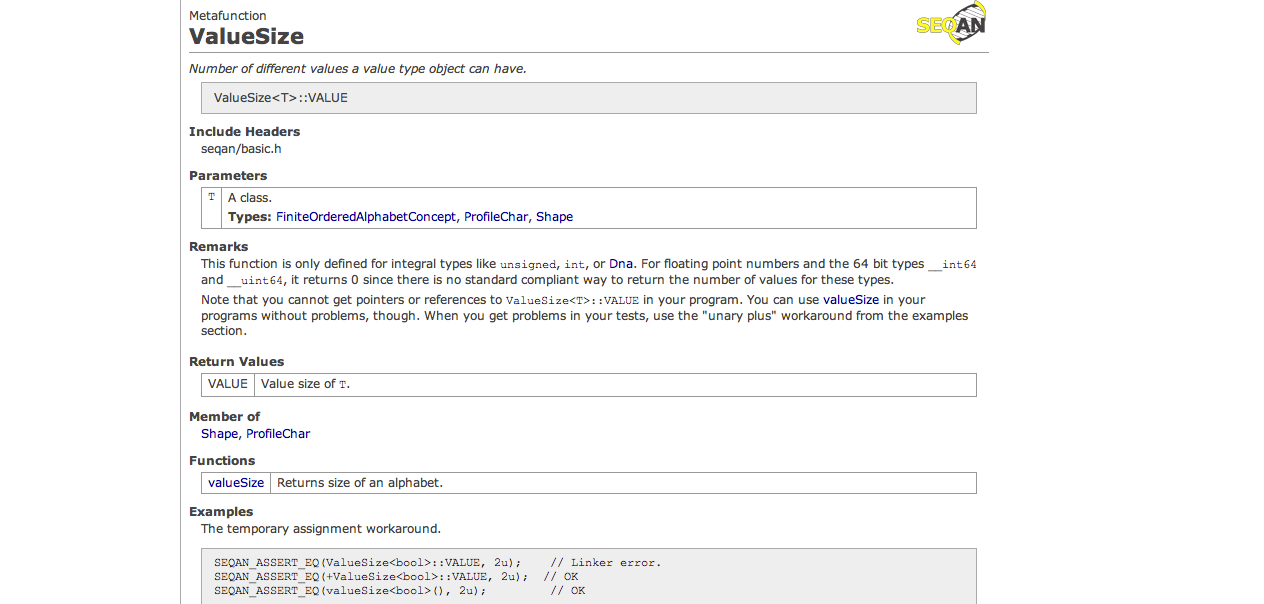 Metafunction
SEQAN
ValueSize
Number of different values a value type object can have.
ValueSize<T>::VALUE
Include Headers
seqan/basic.h
Parameters
T A class.
Types: FiniteOrderedAlphabetConcept, ProfileChar, Shape
Remarks
This function is only defined for integral types like unsigned, int, or Dna. For floating point numbers and the 64 bit types __int64
and __uint64, it returns 0 since there is no standard compliant way to return the number of values for these types.
Note that you cannot get pointers or references to ValueSize<T>::VALUE in your program. You can use valueSize in your
programs without problems, though. When you get problems in your tests, use the "unary plus" workaround from the examples
section.
Return Values
VALUE Value size of T.
Member of
Shape, ProfileChar
Functions
valueSize Returns size of an alphabet.
Examples
The temporary assignment workaround.
SEQAN_ASSERT_EQ(ValueSize<bool>::VALUE, 2u);    // Linker error.
SEQAN_ASSERT_EQ(+ValueSize<bool>::VALUE, 2u);  // OK
SEQAN_ASSERT_EQ(valueSize<bool>(), 2u);         // OK